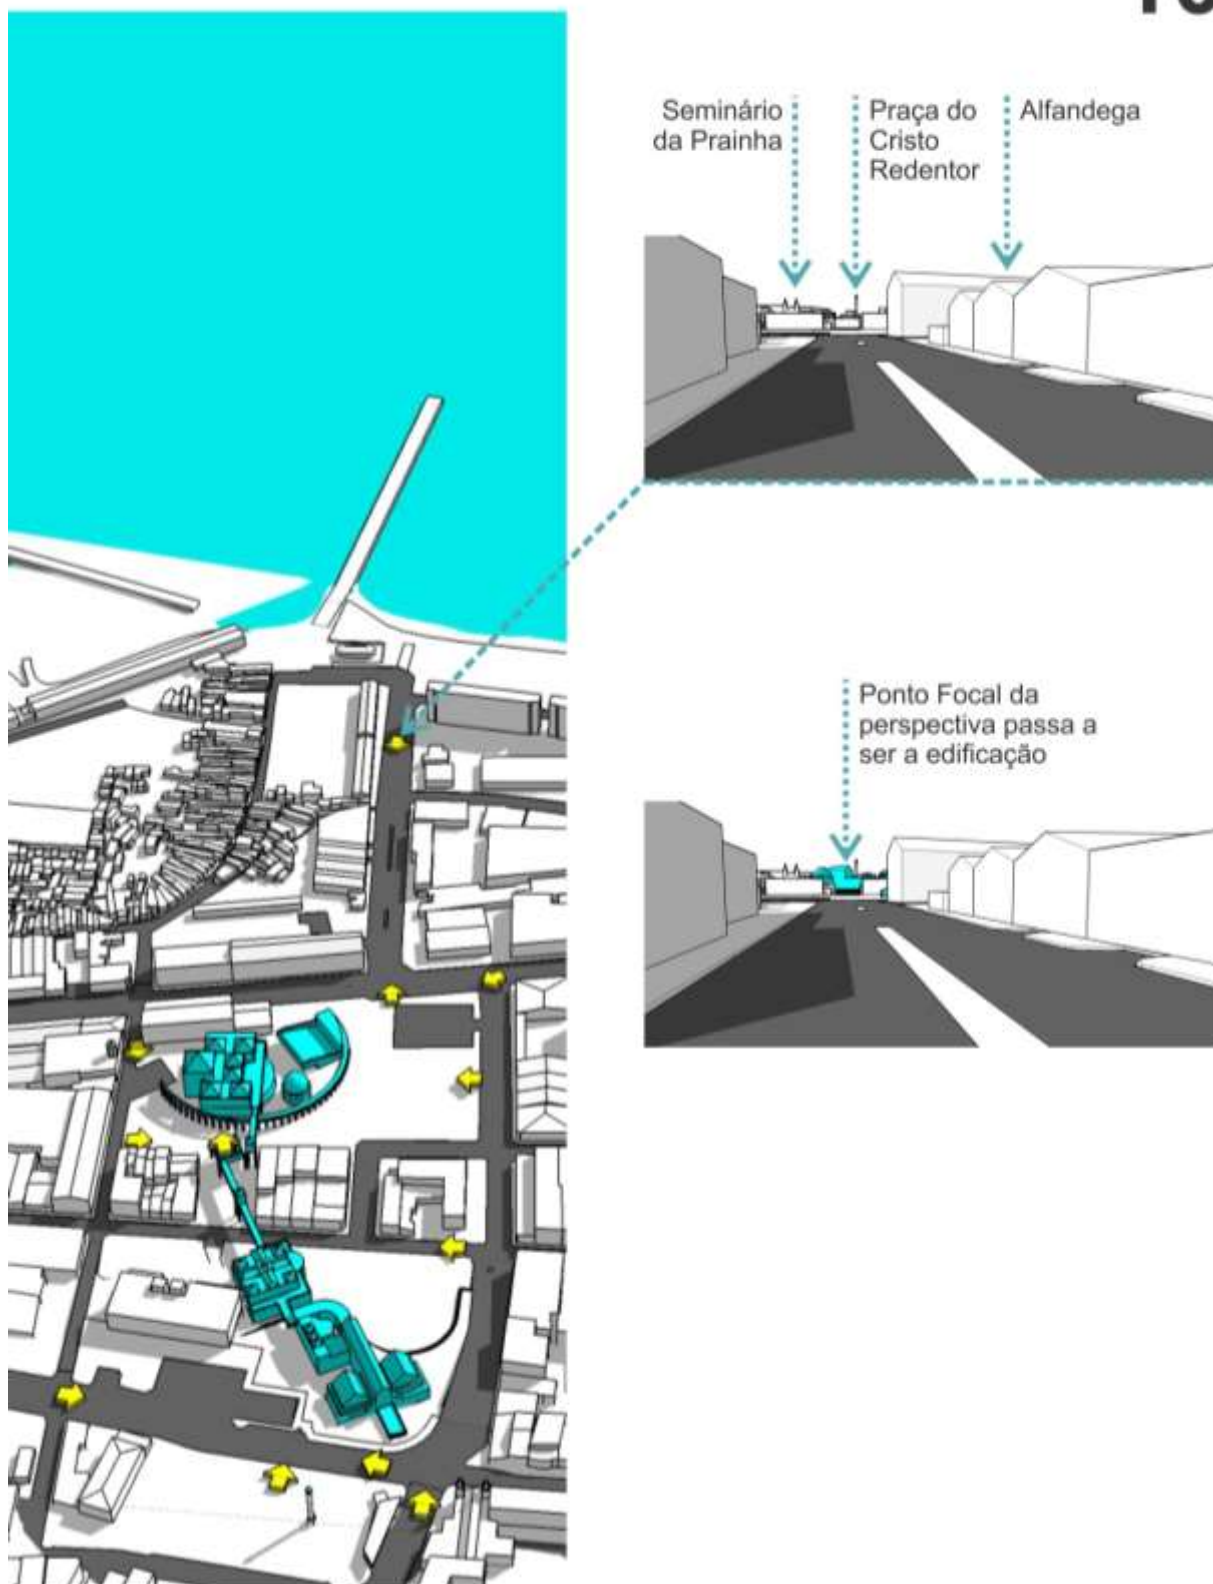 Seminário
da Prainha
Praça do
Cristo
Redentor
Alfandega
Ponto Focal da
perspectiva passa a
ser a edificação